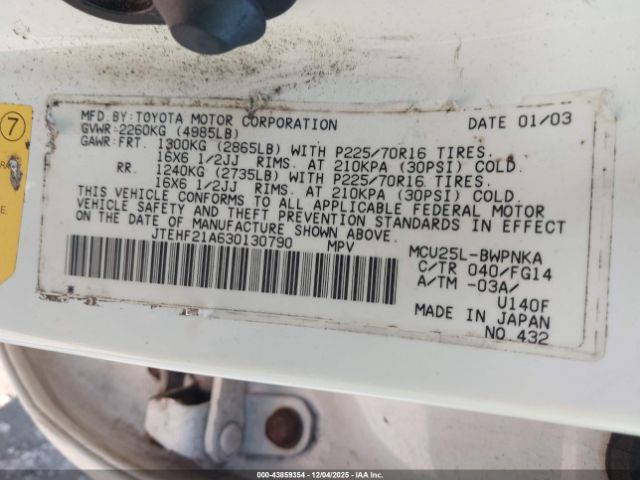 MFD.BY:TOYOTA MOTOR CORPORATION DATE 01/03
GVWR 2260KG (4985LB)
GAWR:FRT. 1300KG (2865LB) WITH P225/70R16 TIRES.
16X6 1/2JJ RIMS. AT 210KPA (30PSI) COLD.
RR. 1240KG (2735LB) WITH P225/70R16 TIRES.
16X6 1/2JJ RIMS. AT 210KPA (30PSI) COLD.
THIS VEHICLE CONFORMS TO ALL APPLICABLE FEDERAL MOTOR
VEHICLE SAFETY AND THEFT PREVENTION STANDARDS IN EFFECT
ON THE DATE OF MANUFACTURE SHOWN ABOVE.
JTEHF21A630130790 MPV
MCU25L-BWPNKA
C/TR 040/FG14
A/TM -03A/
U140F
MADE IN JAPAN
NO.432
7
E.
000-43859354 | 12/04/2025 - IAA Inc.